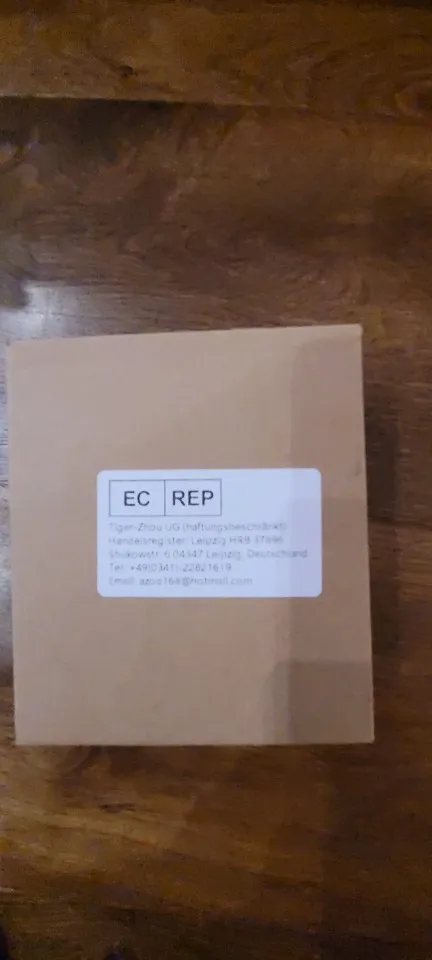 EC REP
Tiger-Zhou UG (haftungsbeschränkt)
Handelsregister: Leipzig HRB 37896
Shukowstr. 6 04347 Leipzig, Deutschland
Tel: +49(0341) 22821619
Email: azoo168@hotmail.com